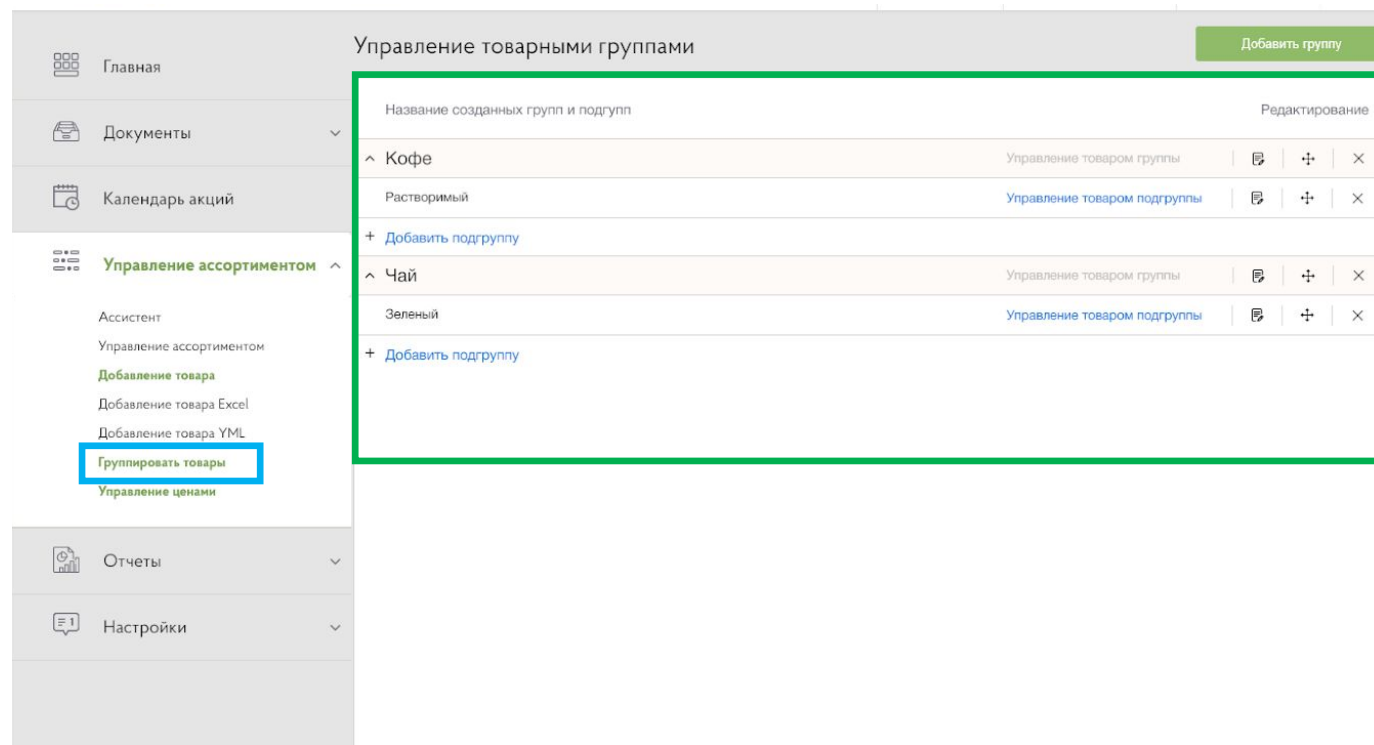 Главная
Документы
Календарь акций
Управление ассортиментом
Ассистент
Управление ассортиментом
Добавление товара
Добавление товара Excel
Добавление товара YML
Группировать товары
Управление ценами
Отчеты
Настройки
Управление товарными группами
Добавить группу
Название созданных групп и подгупп
Редактирование
Кофе
Управление товаром группы
Растворимый
Управление товаром подгруппы
+ Добавить подгруппу
Чай
Управление товаром группы
Зеленый
Управление товаром подгруппы
+ Добавить подгруппу